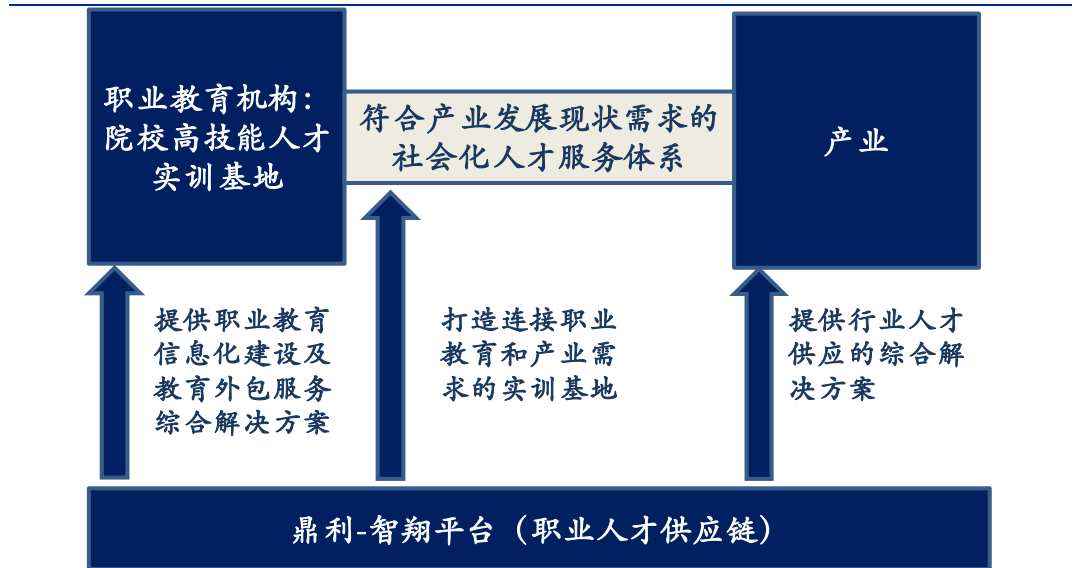 职业教育机构：
院校高技能人才
实训基地
符合产业发展现状需求的
社会化人才服务体系
产业
提供职业教育
信息化建设及
教育外包服务
综合解决方案
打造连接职业
教育和产业需
求的实训基地
提供行业人才
供应的综合解
决方案
鼎利-智翔平台（职业人才供应链）